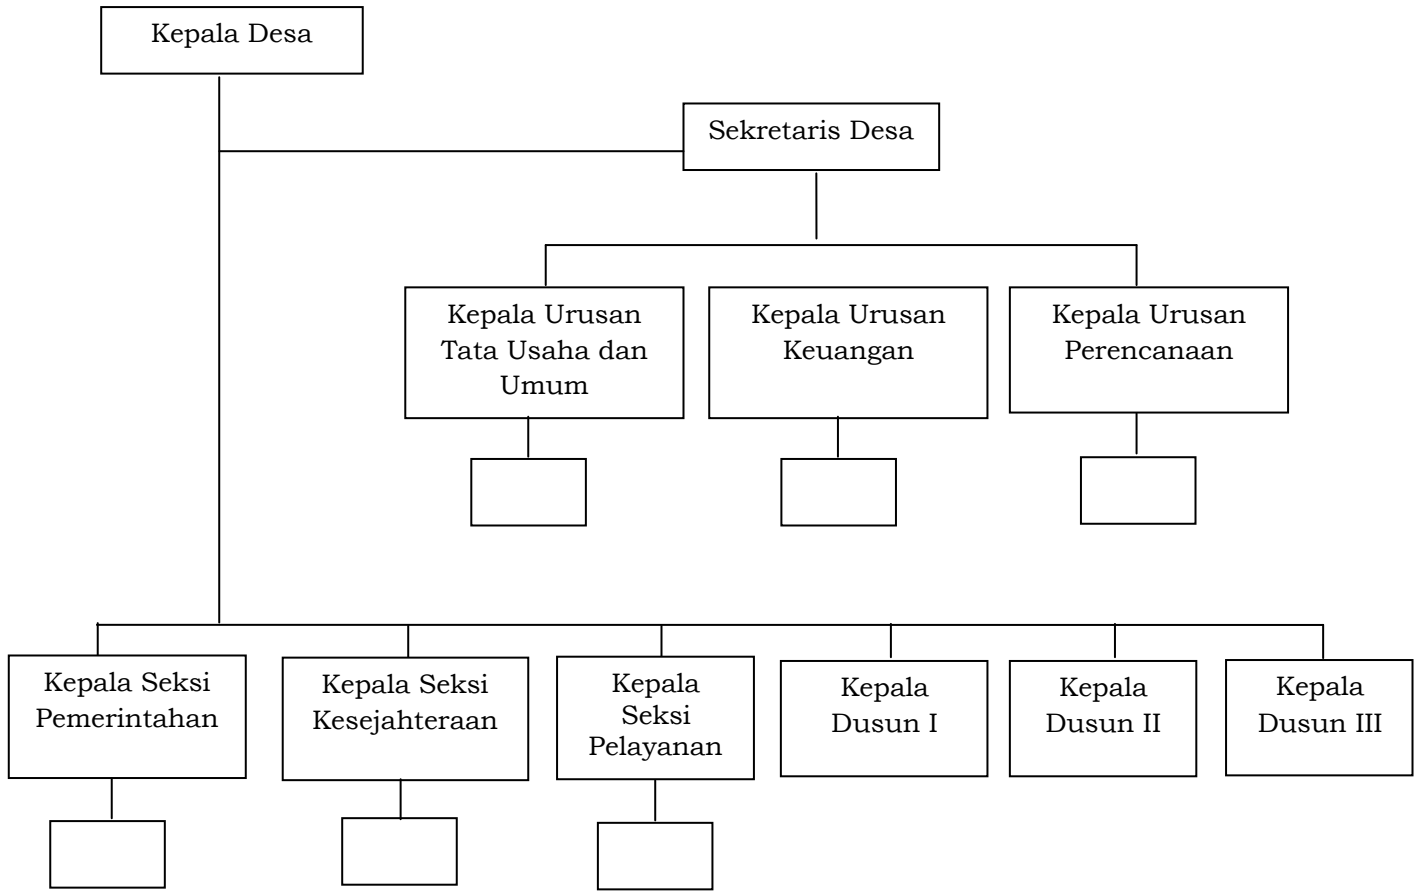 Kepala Desa
Sekretaris Desa
Kepala Urusan
Tata Usaha dan
Umum
Kepala Urusan
Keuangan
Kepala Urusan
Perencanaan
Kepala Seksi
Pemerintahan
Kepala Seksi
Kesejahteraan
Kepala
Seksi
Pelayanan
Kepala
Dusun I
Kepala
Dusun II
Kepala
Dusun III